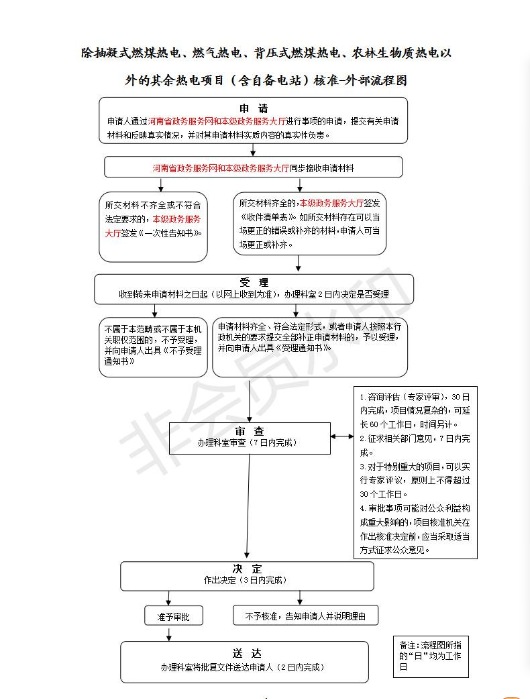 除抽凝式燃煤热电、燃气热电、背压式燃煤热电、农林生物质热电以
外的其余热电项目（含自备电站）核准-外部流程图
申 请
申请人通过河南省政务服务网和本级政务服务大厅进行事项的申请，提交有关申请
材料和反映真实情况，并对其申请材料实质内容的真实性负责。
河南省政务服务网和本级政务服务大厅同步接收申请材料
所交材料不齐全或不符合
法定要求的，本级政务服务
大厅签发《一次性告知书》。
所交材料齐全的，本级政务服务大厅签发
《收件清单表》。如所交材料存在可以当
场更正的错误或补正的材料，申请人可当
场更正或补正。
受 理
收到转来申请材料之日起（以网上收到为准），办理科室2日内决定是否受理
不属于本范畴或不属于本机
关职权范围的，不予受理，
并向申请人出具《不予受理
通知书》
申请材料齐全、符合法定形式，或者申请人按照本行
政机关的要求提交全部补正申请材料的，予以受理，
并向申请人出具《受理通知书》。
审 查
办理科室审查（7日内完成）
1.咨询评估（专家评审），30日
内完成，项目情况复杂的，可延
长60个工作日，时间另计。
2.征求相关部门意见，7日内完
成。
3.对于特别重大的项目，可以实
行专家评议，原则上不得超过
30个工作日。
4.审批事项可能对公众利益构
成重大影响的，项目核准机关在
作出核准决定前，应当采取适当
方式征求公众意见。
决 定
作出决定（3日内完成）
准予审批
不予核准，告知申请人并说明理由
送 达
办理科室将批复文件送达申请人（2日内完成）
备注：流程图所指
的“日”均为工作
日
非会员水印